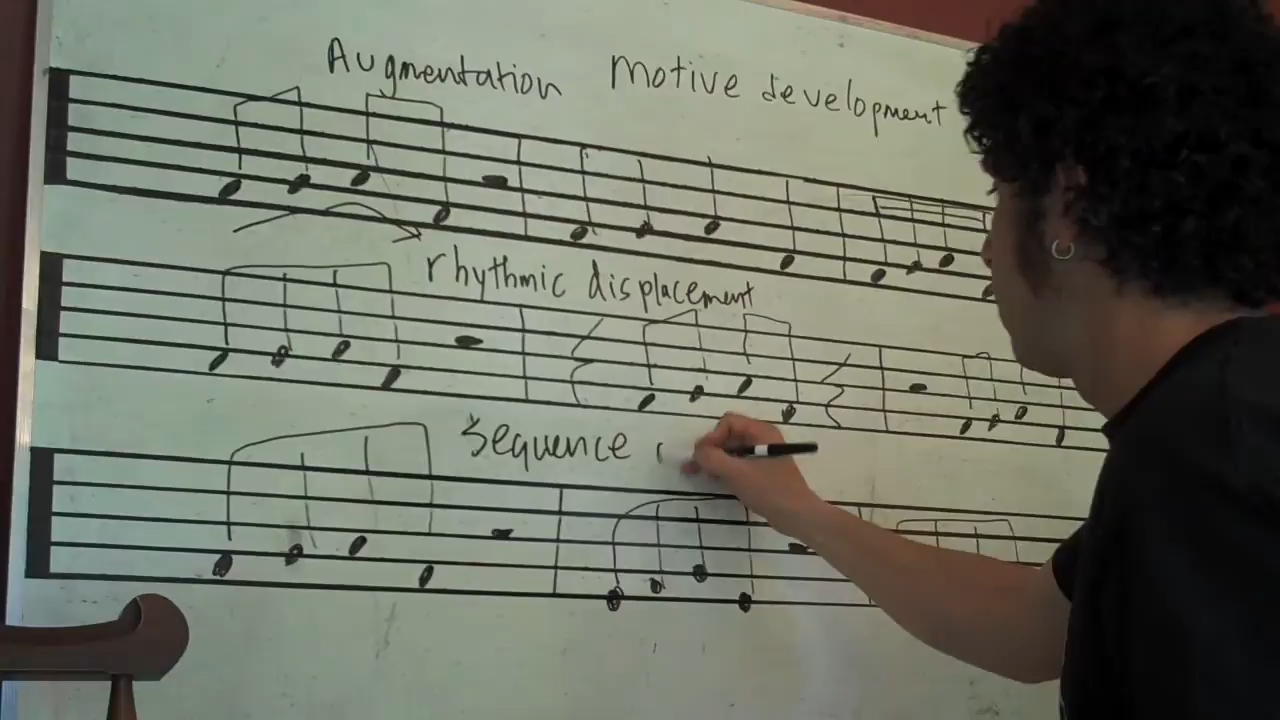 Augmentation Motive development
rhythmic displacement
Sequence